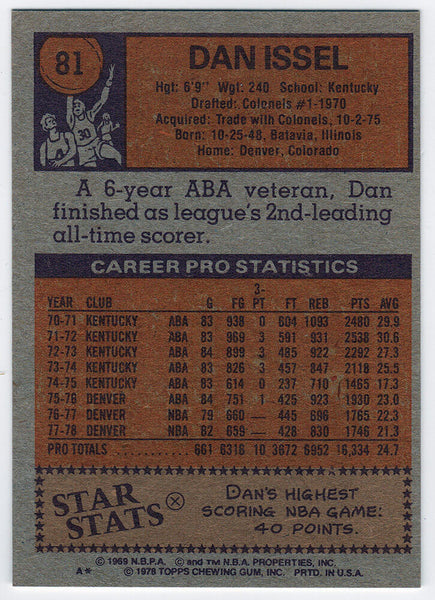 81
DAN ISSEL
Hgt: 6'9" Wgt: 240 School: Kentucky
Drafted: Colonels #1-1970
Acquired: Trade with Colonels, 10-2-75
Born: 10-25-48, Batavia, Illinois
Home: Denver, Colorado
30
A 6-year ABA veteran, Dan
finished as league's 2nd-leading
all-time scorer.
CAREER PRO STATISTICS
YEAR CLUB G FG 3-PT FT REB PTS AVG
70-71 KENTUCKY ABA 83 938 0 604 1093 2480 29.9
71-72 KENTUCKY ABA 83 969 3 591 931 2538 30.6
72-73 KENTUCKY ABA 84 899 3 485 922 2292 27.3
73-74 KENTUCKY ABA 83 826 3 457 847 2118 25.5
74-75 KENTUCKY ABA 83 614 0 237 710 1465 17.3
75-76 DENVER ABA 84 751 1 425 923 1930 23.0
76-77 DENVER NBA 79 660 — 445 696 1765 22.3
77-78 DENVER NBA 82 659 — 428 830 1746 21.3
PRO TOTALS 661 6316 10 3672 6952 16,334 24.7
STAR
STATS
DAN'S HIGHEST
SCORING NBA GAME:
40 POINTS.
© 1969 N.B.P.A. © and ™ N.B.A. PROPERTIES, INC.
A* © 1978 TOPPS CHEWING GUM, INC. PRTD. IN U.S.A.